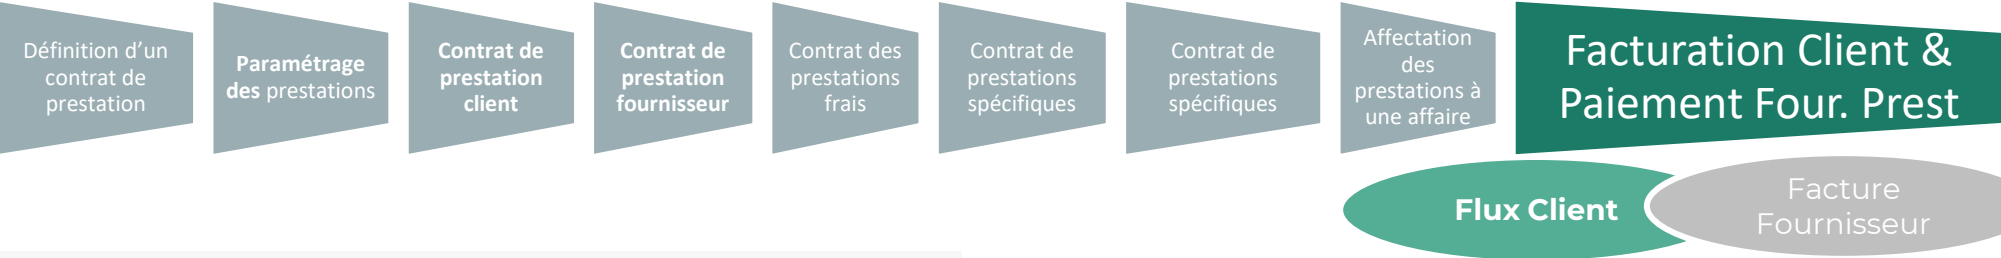 Définition d’un
contrat de
prestation
Paramétrage
des prestations
Contrat de
prestation
client
Contrat de
prestation
fournisseur
Contrat des
prestations
frais
Contrat de
prestations
spécifiques
Contrat de
prestations
spécifiques
Affectation
des
prestations à
une affaire
Facturation Client &
Paiement Four. Prest
Flux Client
Facture
Fournisseur